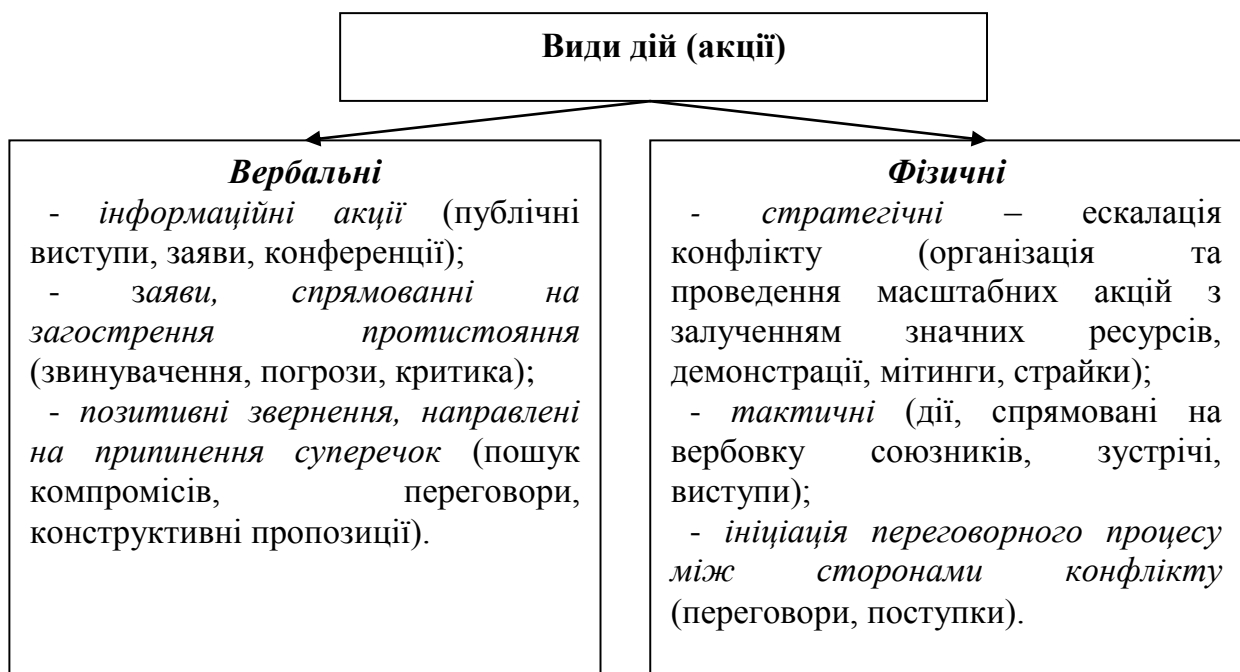 Види дій (акції)
Вербальні
- інформаційні акції (публічні
виступи, заяви, конференції);
- заяви, спрямованні на
загострення протистояння
(звинувачення, погрози, критика);
- позитивні звернення, направлені
на припинення суперечок (пошук
компромісів, переговори,
конструктивні пропозиції).
Фізичні
- стратегічні – ескалація
конфлікту (організація та
проведення масштабних акцій з
залученням значних ресурсів,
демонстрації, мітинги, страйки);
- тактичні (дії, спрямовані на
вербовку союзників, зустрічі,
виступи);
- ініціація переговорного процесу
між сторонами конфлікту
(переговори, поступки).